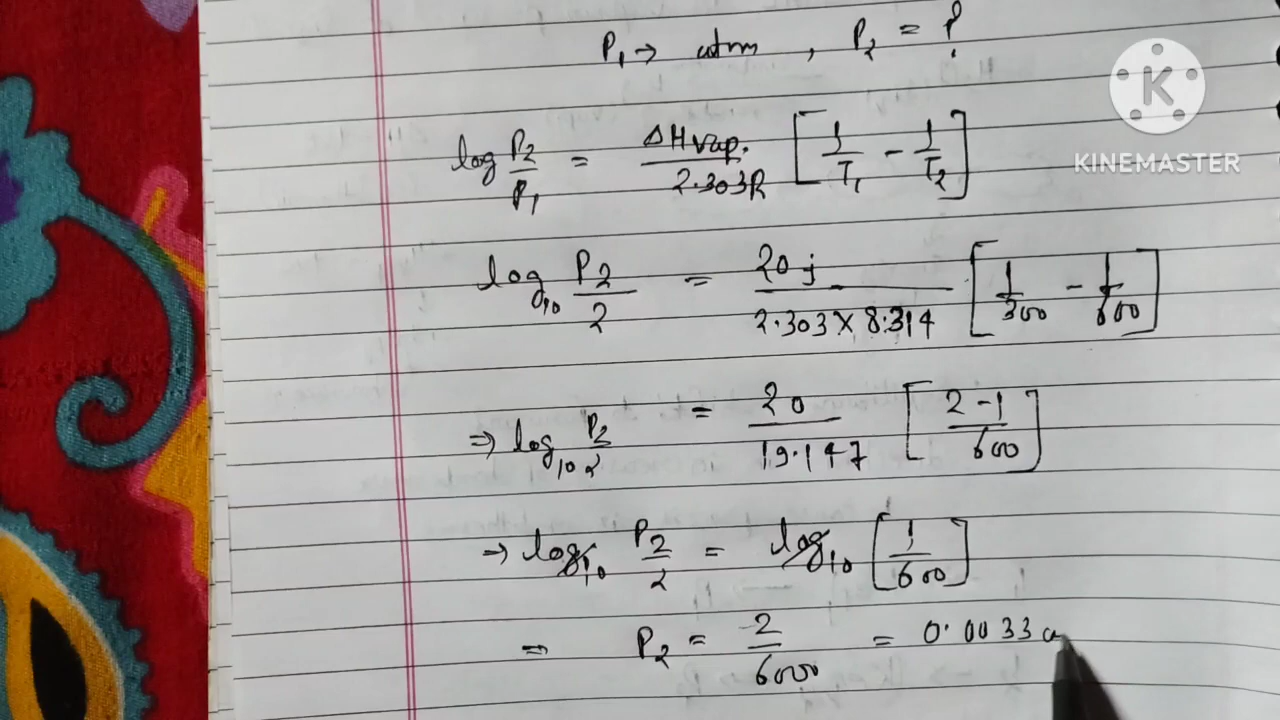 P₁ → atm , P₂ = ?
K
KINEMASTER
log P₂/P₁ = ΔHvap./2.303R [1/T₁ - 1/T₂]
log₁₀ P₂/2 = 20 j/2.303 X 8.314 [1/300 - 1/600]
⇒ log₁₀ P₂/2 = 20/19.147 [2-1/600]
→ log₁₀ P₂/2 = log₁₀ [1/600]
= P₂ = 2/6000 = 0.0033 a